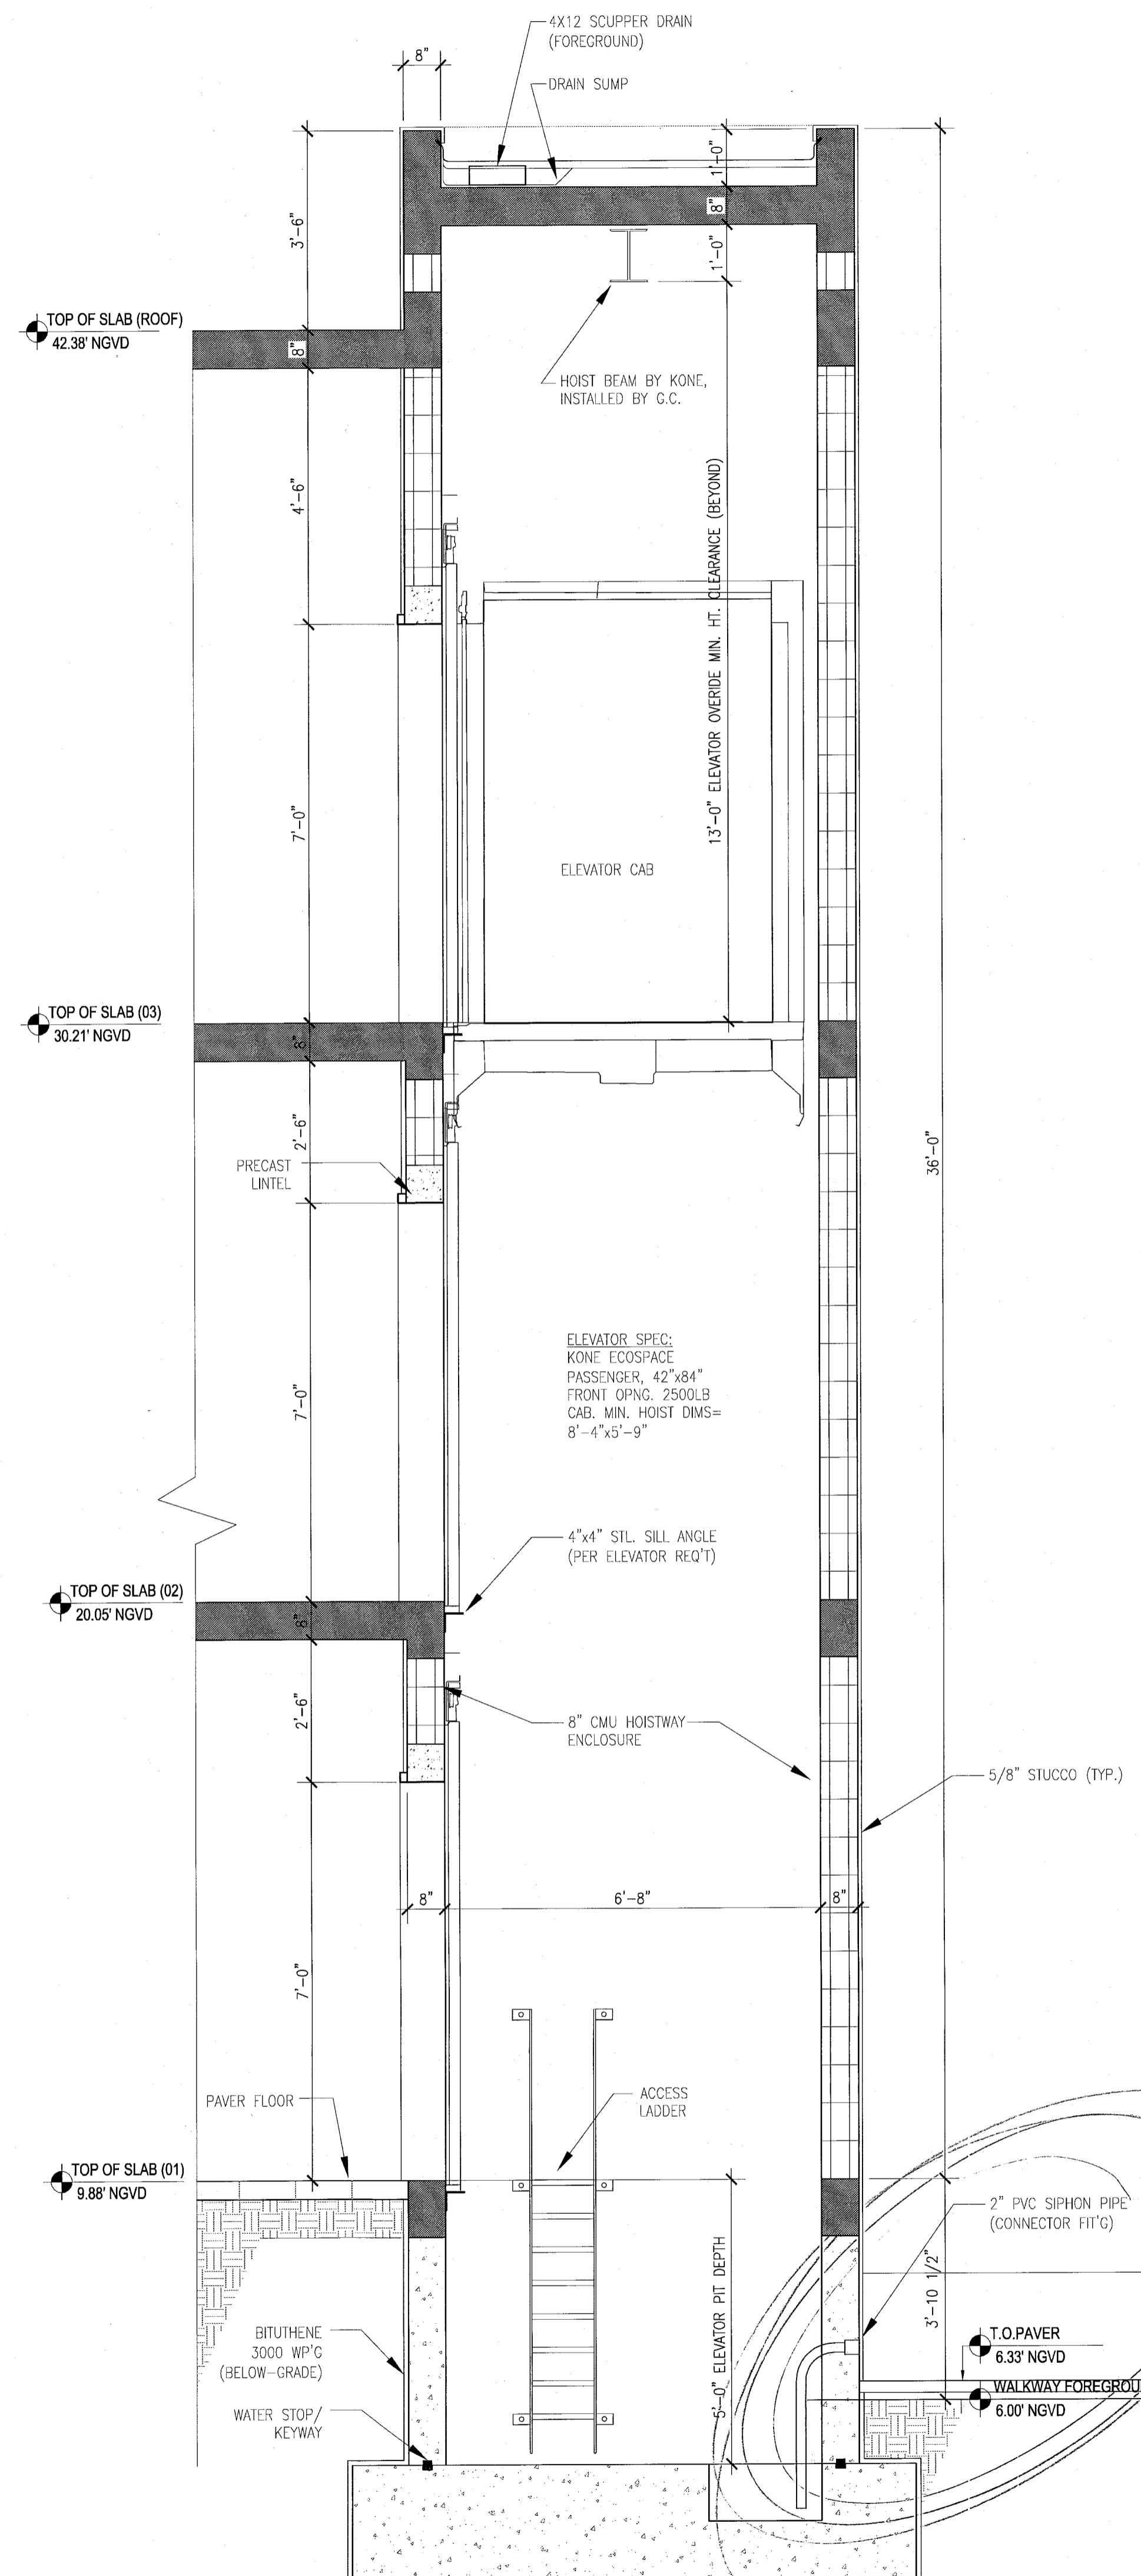 4X12 SCUPPER DRAIN
(FOREGROUND)
8"
DRAIN SUMP
1'-0"
3'-6"
8"
1'-0"
TOP OF SLAB (ROOF)
42.38' NGVD
8"
HOIST BEAM BY KONE,
INSTALLED BY G.C.
4'-6"
13'-0" ELEVATOR OVERIDE MIN. HT. CLEARANCE (BEYOND)
7'-0"
ELEVATOR CAB
TOP OF SLAB (03)
30.21' NGVD
8"
2'-6"
36'-0"
PRECAST
LINTEL
ELEVATOR SPEC:
KONE ECOSPACE
PASSENGER, 42"x84"
FRONT OPNG. 2500LB
CAB. MIN. HOIST DIMS=
8'-4"x5'-9"
7'-0"
4"x4" STL. SILL ANGLE
(PER ELEVATOR REQ'T)
TOP OF SLAB (02)
20.05' NGVD
8"
2'-6"
8" CMU HOISTWAY
ENCLOSURE
5/8" STUCCO (TYP.)
8"
6'-8"
8"
7'-0"
PAVER FLOOR
ACCESS
LADDER
TOP OF SLAB (01)
9.88' NGVD
2" PVC SIPHON PIPE
(CONNECTOR FIT'G)
5'-0" ELEVATOR PIT DEPTH
3'-10 1/2"
BITUTHENE
3000 WP'G
(BELOW-GRADE)
T.O.PAVER
6.33' NGVD
WALKWAY FOREGROU
6.00' NGVD
WATER STOP/
KEYWAY